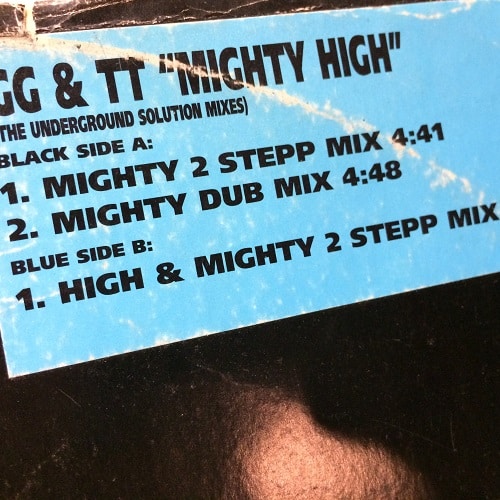 GG & TT "MIGHTY HIGH"
(THE UNDERGROUND SOLUTION MIXES)
BLACK SIDE A:
1. MIGHTY 2 STEPP MIX 4:41
2. MIGHTY DUB MIX 4:48
BLUE SIDE B:
1. HIGH & MIGHTY 2 STEPP MIX